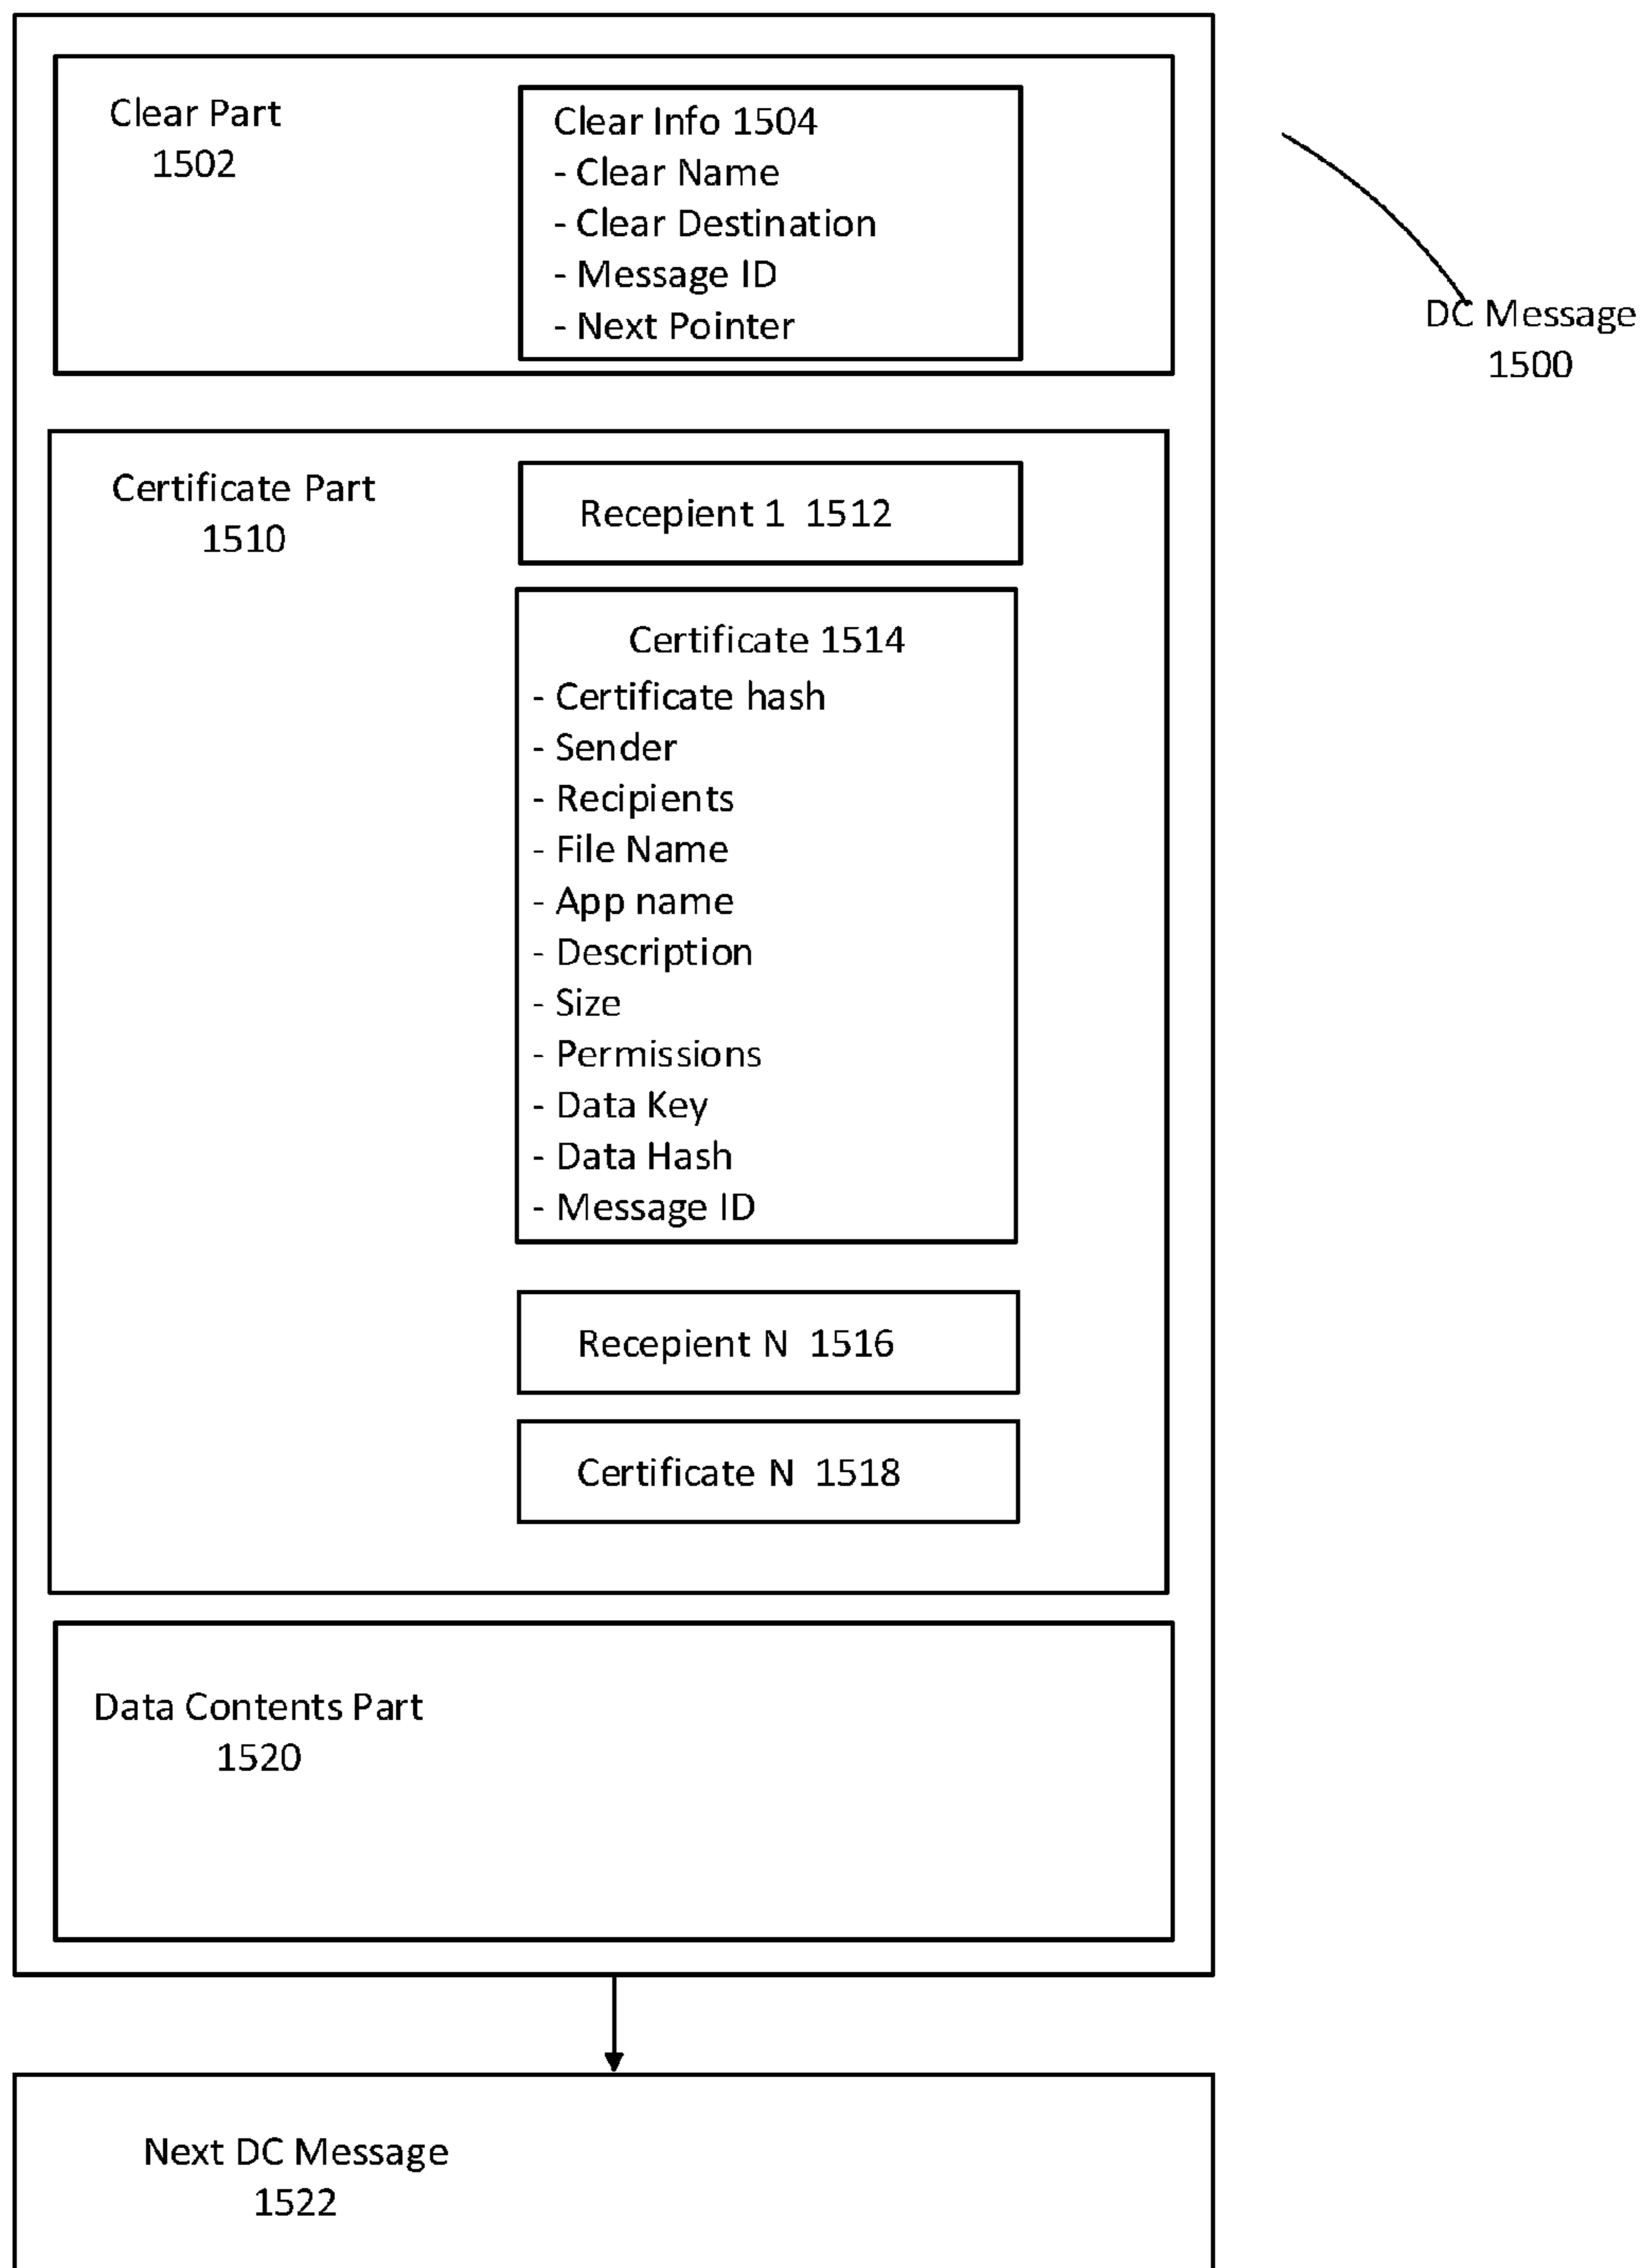 Clear Part
1502
Clear Info 1504
- Clear Name
- Clear Destination
- Message ID
- Next Pointer
DC Message
1500
Certificate Part
1510
Recepient 1 1512
Certificate 1514
- Certificate hash
- Sender
- Recipients
- File Name
- App name
- Description
- Size
- Permissions
- Data Key
- Data Hash
- Message ID
Recepient N 1516
Certificate N 1518
Data Contents Part
1520
Next DC Message
1522